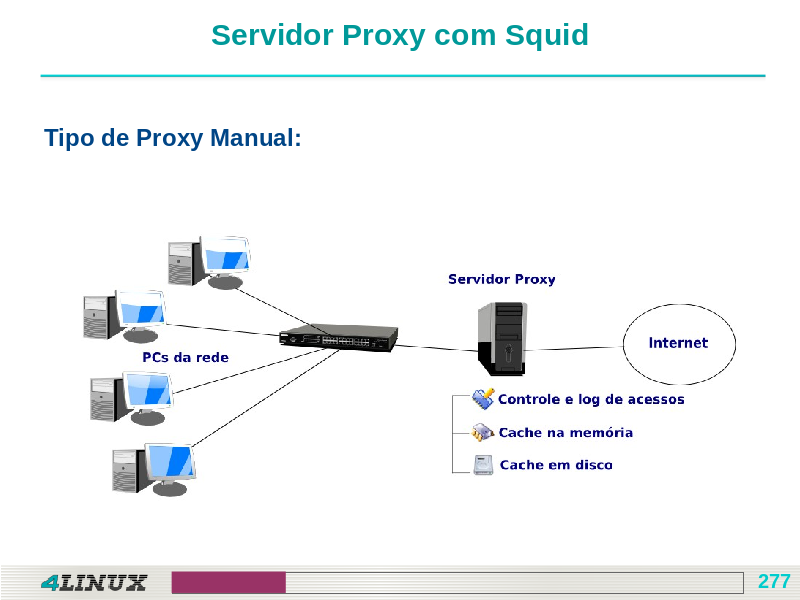 Servidor Proxy com Squid
Tipo de Proxy Manual:
Servidor Proxy
Internet
PCs da rede
Controle e log de acessos
Cache na memória
Cache em disco
4LINUX
277